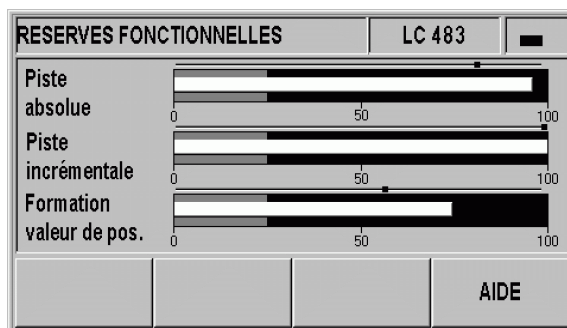 RESERVES FONCTIONNELLES LC 483
Piste
absolue
0 50 100
Piste
incrémentale
0 50 100
Formation
valeur de pos.
0 50 100
AIDE